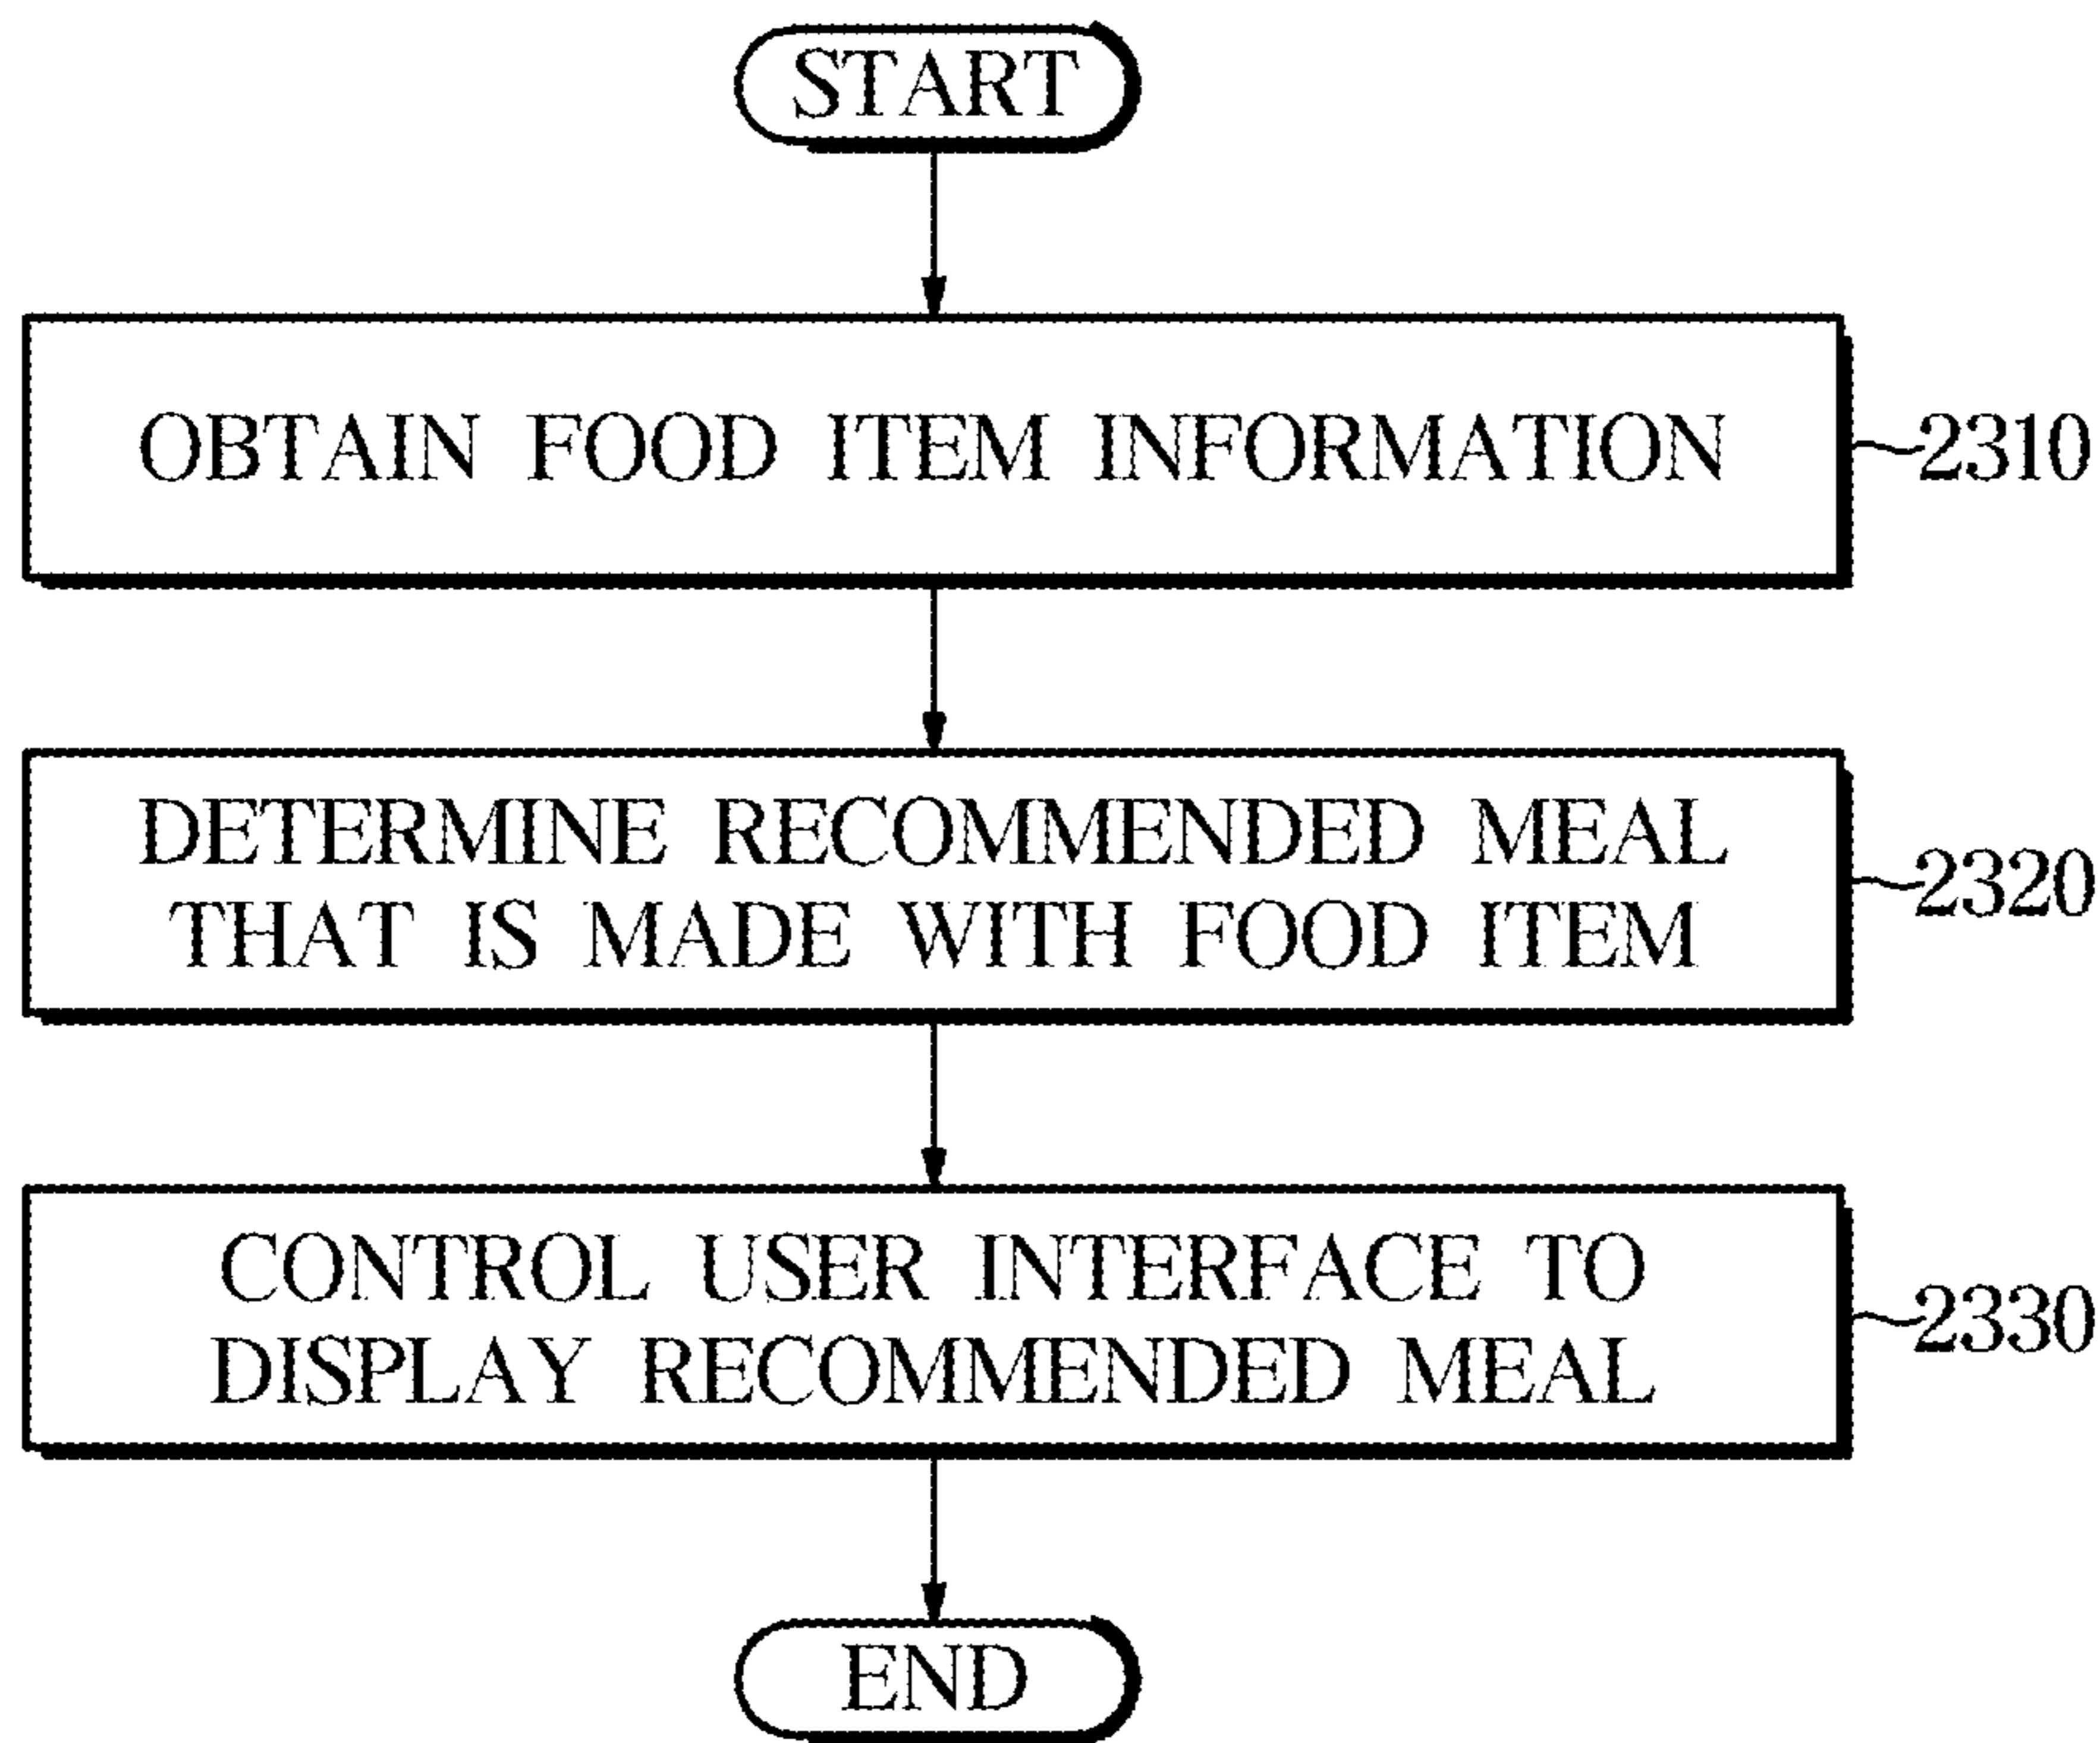 START
OBTAIN FOOD ITEM INFORMATION
2310
DETERMINE RECOMMENDED MEAL
THAT IS MADE WITH FOOD ITEM
2320
CONTROL USER INTERFACE TO
DISPLAY RECOMMENDED MEAL
2330
END